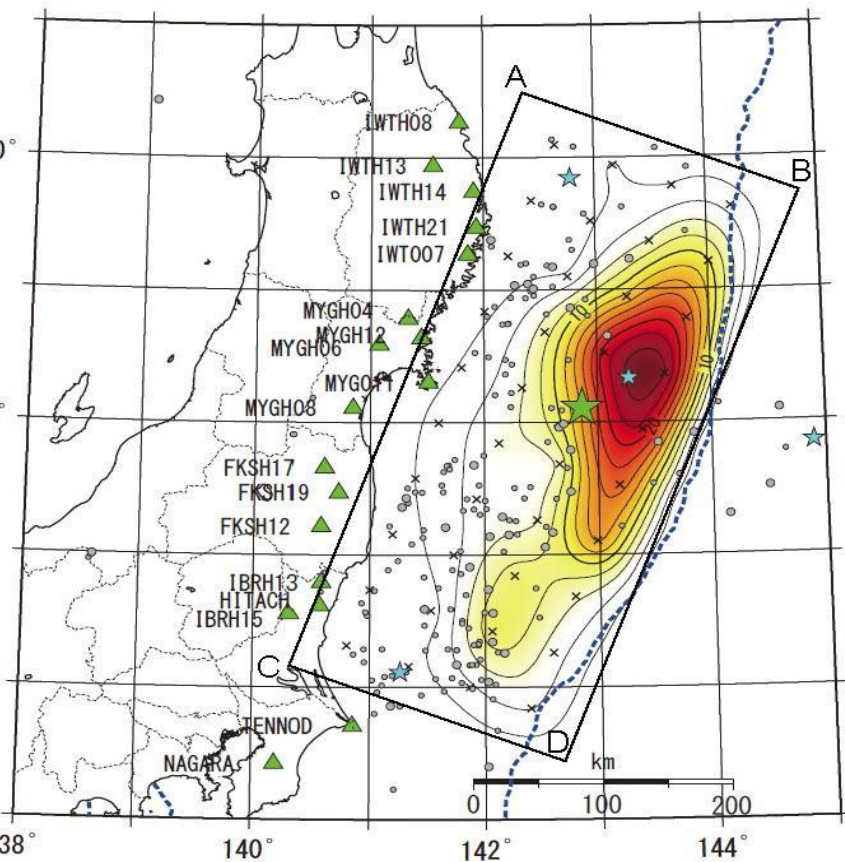 A
IWTH08
0°
IWTH13
B
IWTH14
IWTH21
IWT007
MYGH04
10
MYGH12
MYGH06
10
MYG011
MYGH08
20
FKSH17
FKSH19
FKSH12
IBRH13
HITACH
IBRH15
C
TENNOD
D
km
NAGARA
0 100 200
38° 140° 142° 144°